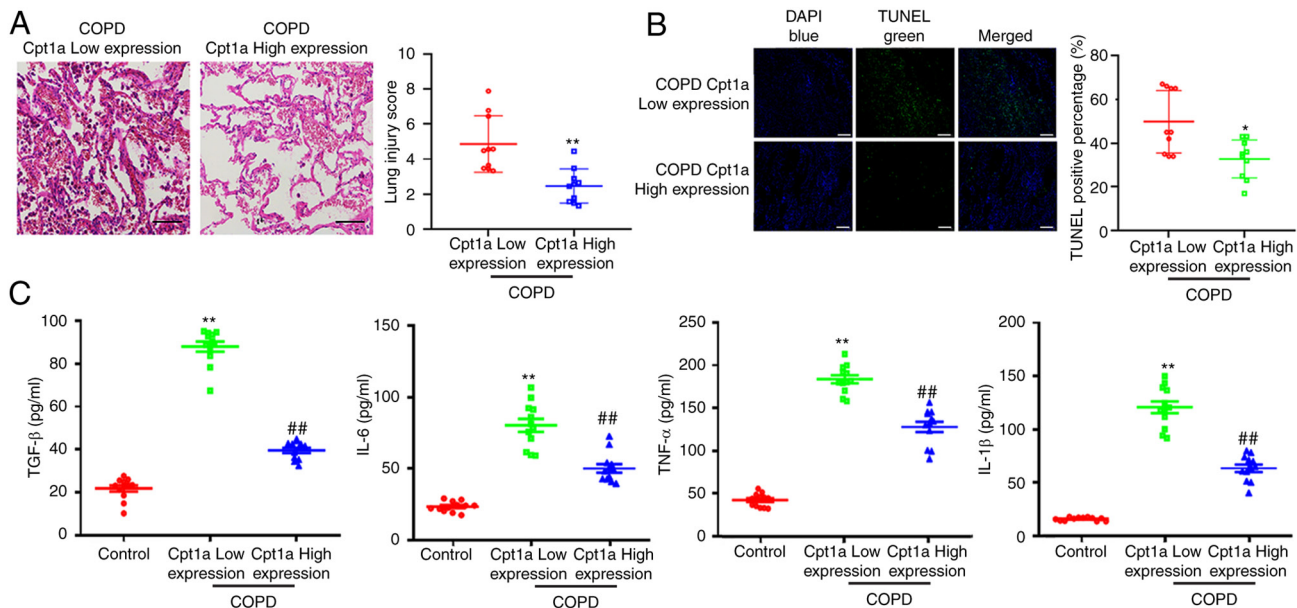 A
COPD
Cpt1a Low expression
COPD
Cpt1a High expression
Lung injury score
10
8
6
4
2
0
**
Cpt1a Low
expression
Cpt1a High
expression
COPD
B
DAPI
blue
TUNEL
green
Merged
COPD Cpt1a
Low expression
COPD Cpt1a
High expression
TUNEL positive percentage (%)
80
60
40
20
0
*
Cpt1a Low
expression
Cpt1a High
expression
COPD
C
TGF-β (pg/ml)
100
80
60
40
20
0
**
##
Control
Cpt1a Low
expression
Cpt1a High
expression
COPD
IL-6 (pg/ml)
150
100
50
0
**
##
Control
Cpt1a Low
expression
Cpt1a High
expression
COPD
TNF-α (pg/ml)
250
200
150
100
50
0
**
##
Control
Cpt1a Low
expression
Cpt1a High
expression
COPD
IL-1β (pg/ml)
200
150
100
50
0
**
##
Control
Cpt1a Low
expression
Cpt1a High
expression
COPD